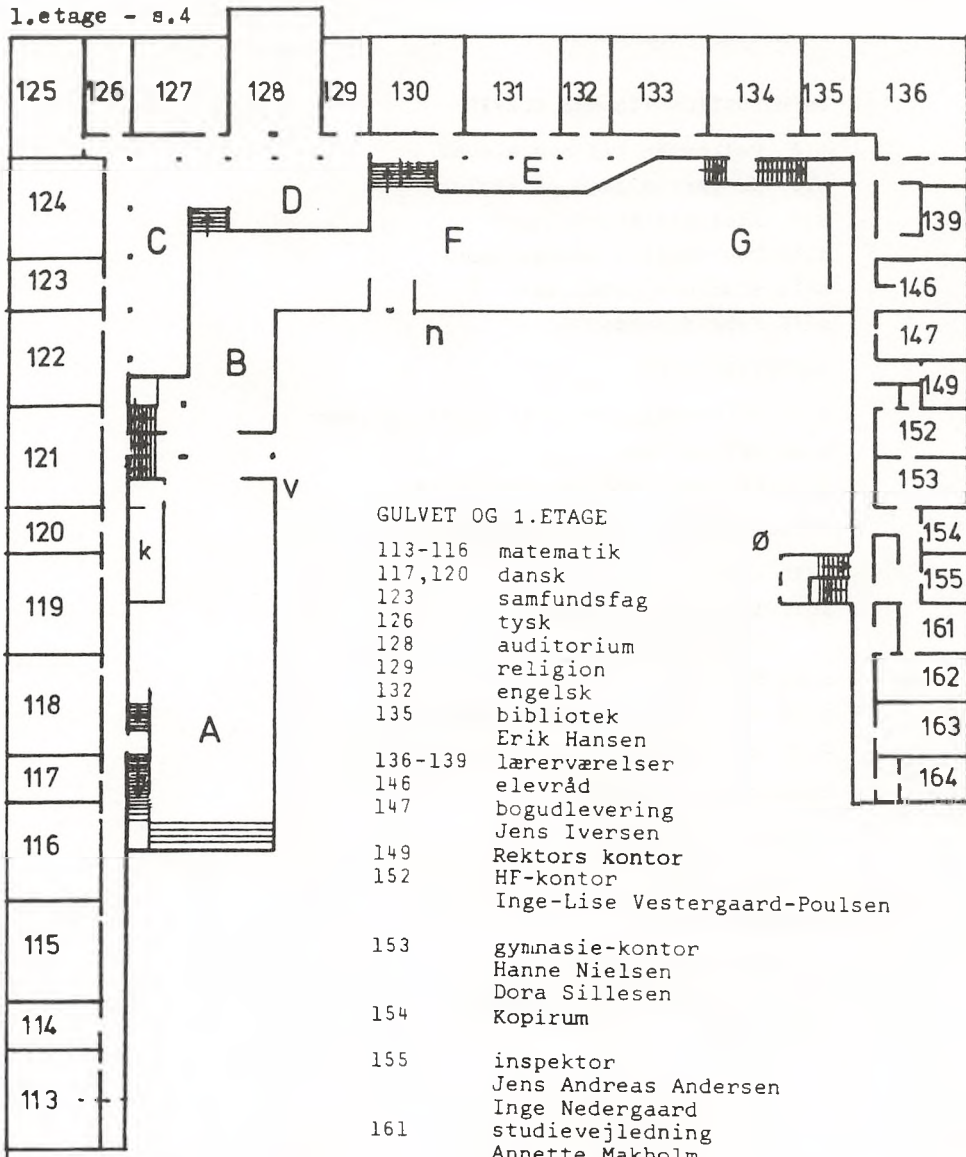 1.etage - s.4
125 126 127 128 129 130 131 132 133 134 135 136
124
D
E
C
F
G
139
123
146
122
B
n
147
149
152
121
153
v
GULVET OG 1.ETAGE
120
k
ø
154
113-116 matematik
117,120 dansk
155
119
123 samfundsfag
126 tysk
161
128 auditorium
129 religion
162
118
132 engelsk
A
135 bibliotek
163
Erik Hansen
117
136-139 lærerværelser
164
146 elevråd
147 bogudlevering
Jens Iversen
116
149 Rektors kontor
152 HF-kontor
Inge-Lise Vestergaard-Poulsen
115
153 gymnasie-kontor
Hanne Nielsen
Dora Sillesen
114
154 Kopirum
155 inspektor
Jens Andreas Andersen
113
Inge Nedergaard
161 studievejledning
Annette Makholm